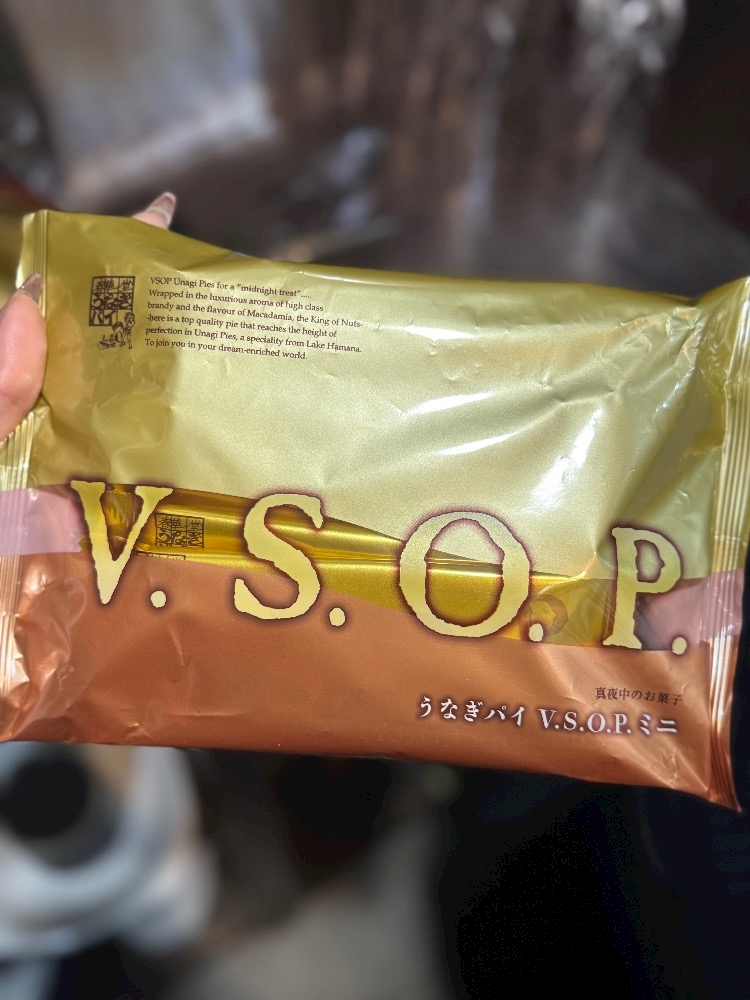 VSOP Unagi Pies for a "midnight treat".....
Wrapped in the luxurious aroma of high class
brandy and the flavour of Macadamia, the King of Nuts-
-here is a top quality pie that reaches the height of
perfection in Unagi Pies, a speciality from Lake Hamana.
To join you in your dream-enriched world.
V.S.O.P.
真夜中のお菓子
うなぎパイ V.S.O.P. ミニ